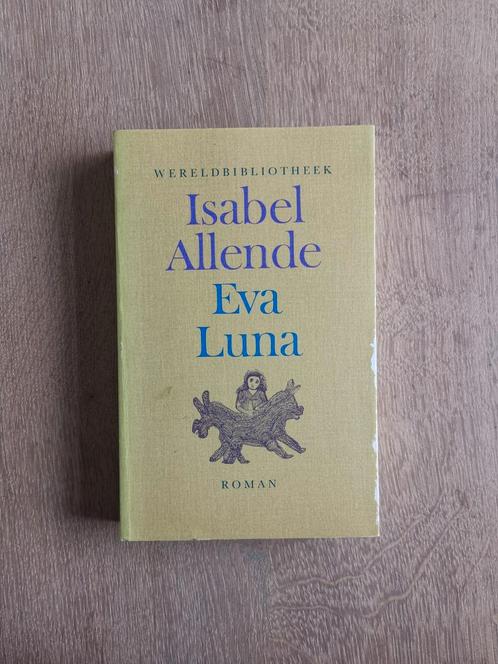 WERELDBIBLIOTHEEK
Isabel
Allende
Eva
Luna
ROMAN